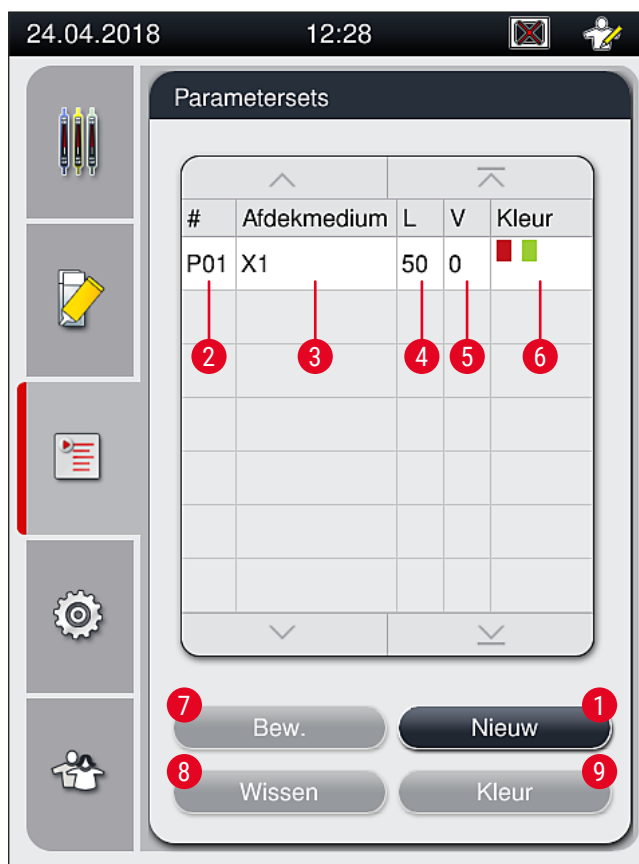 24.04.2018 12:28
Parametersets
# Afdekmedium L V Kleur
P01 X1 50 0
2 3 4 5 6
7 Bew. Nieuw 1
8 Wissen Kleur 9